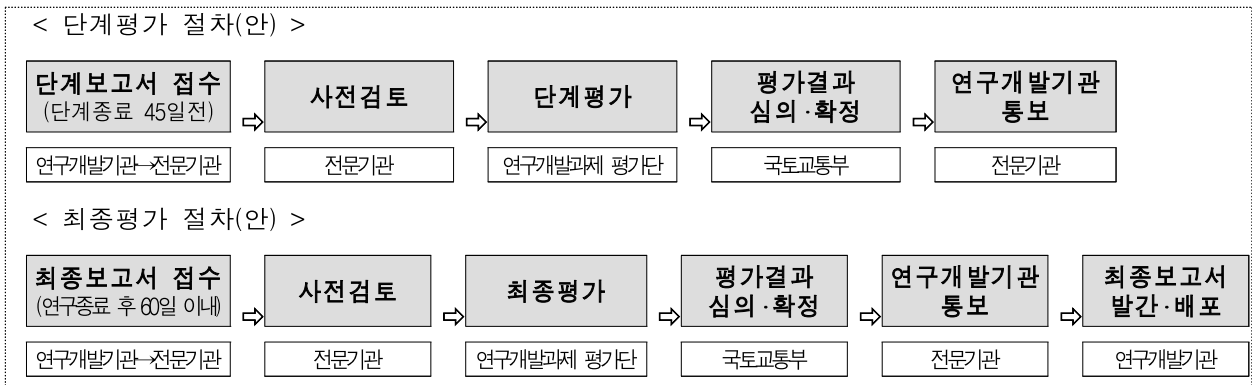 < 단계평가 절차(안) >
단계보고서 접수
(단계종료 45일전)
⇨
사전검토
⇨
단계평가
⇨
평가결과
심의·확정
⇨
연구개발기관
통보
연구개발기관→전문기관
전문기관
연구개발과제 평가단
국토교통부
전문기관
< 최종평가 절차(안) >
최종보고서 접수
(연구종료 후 60일 이내)
⇨
사전검토
⇨
최종평가
⇨
평가결과
심의·확정
⇨
연구개발기관
통보
⇨
최종보고서
발간·배포
연구개발기관→전문기관
전문기관
연구개발과제 평가단
국토교통부
전문기관
연구개발기관